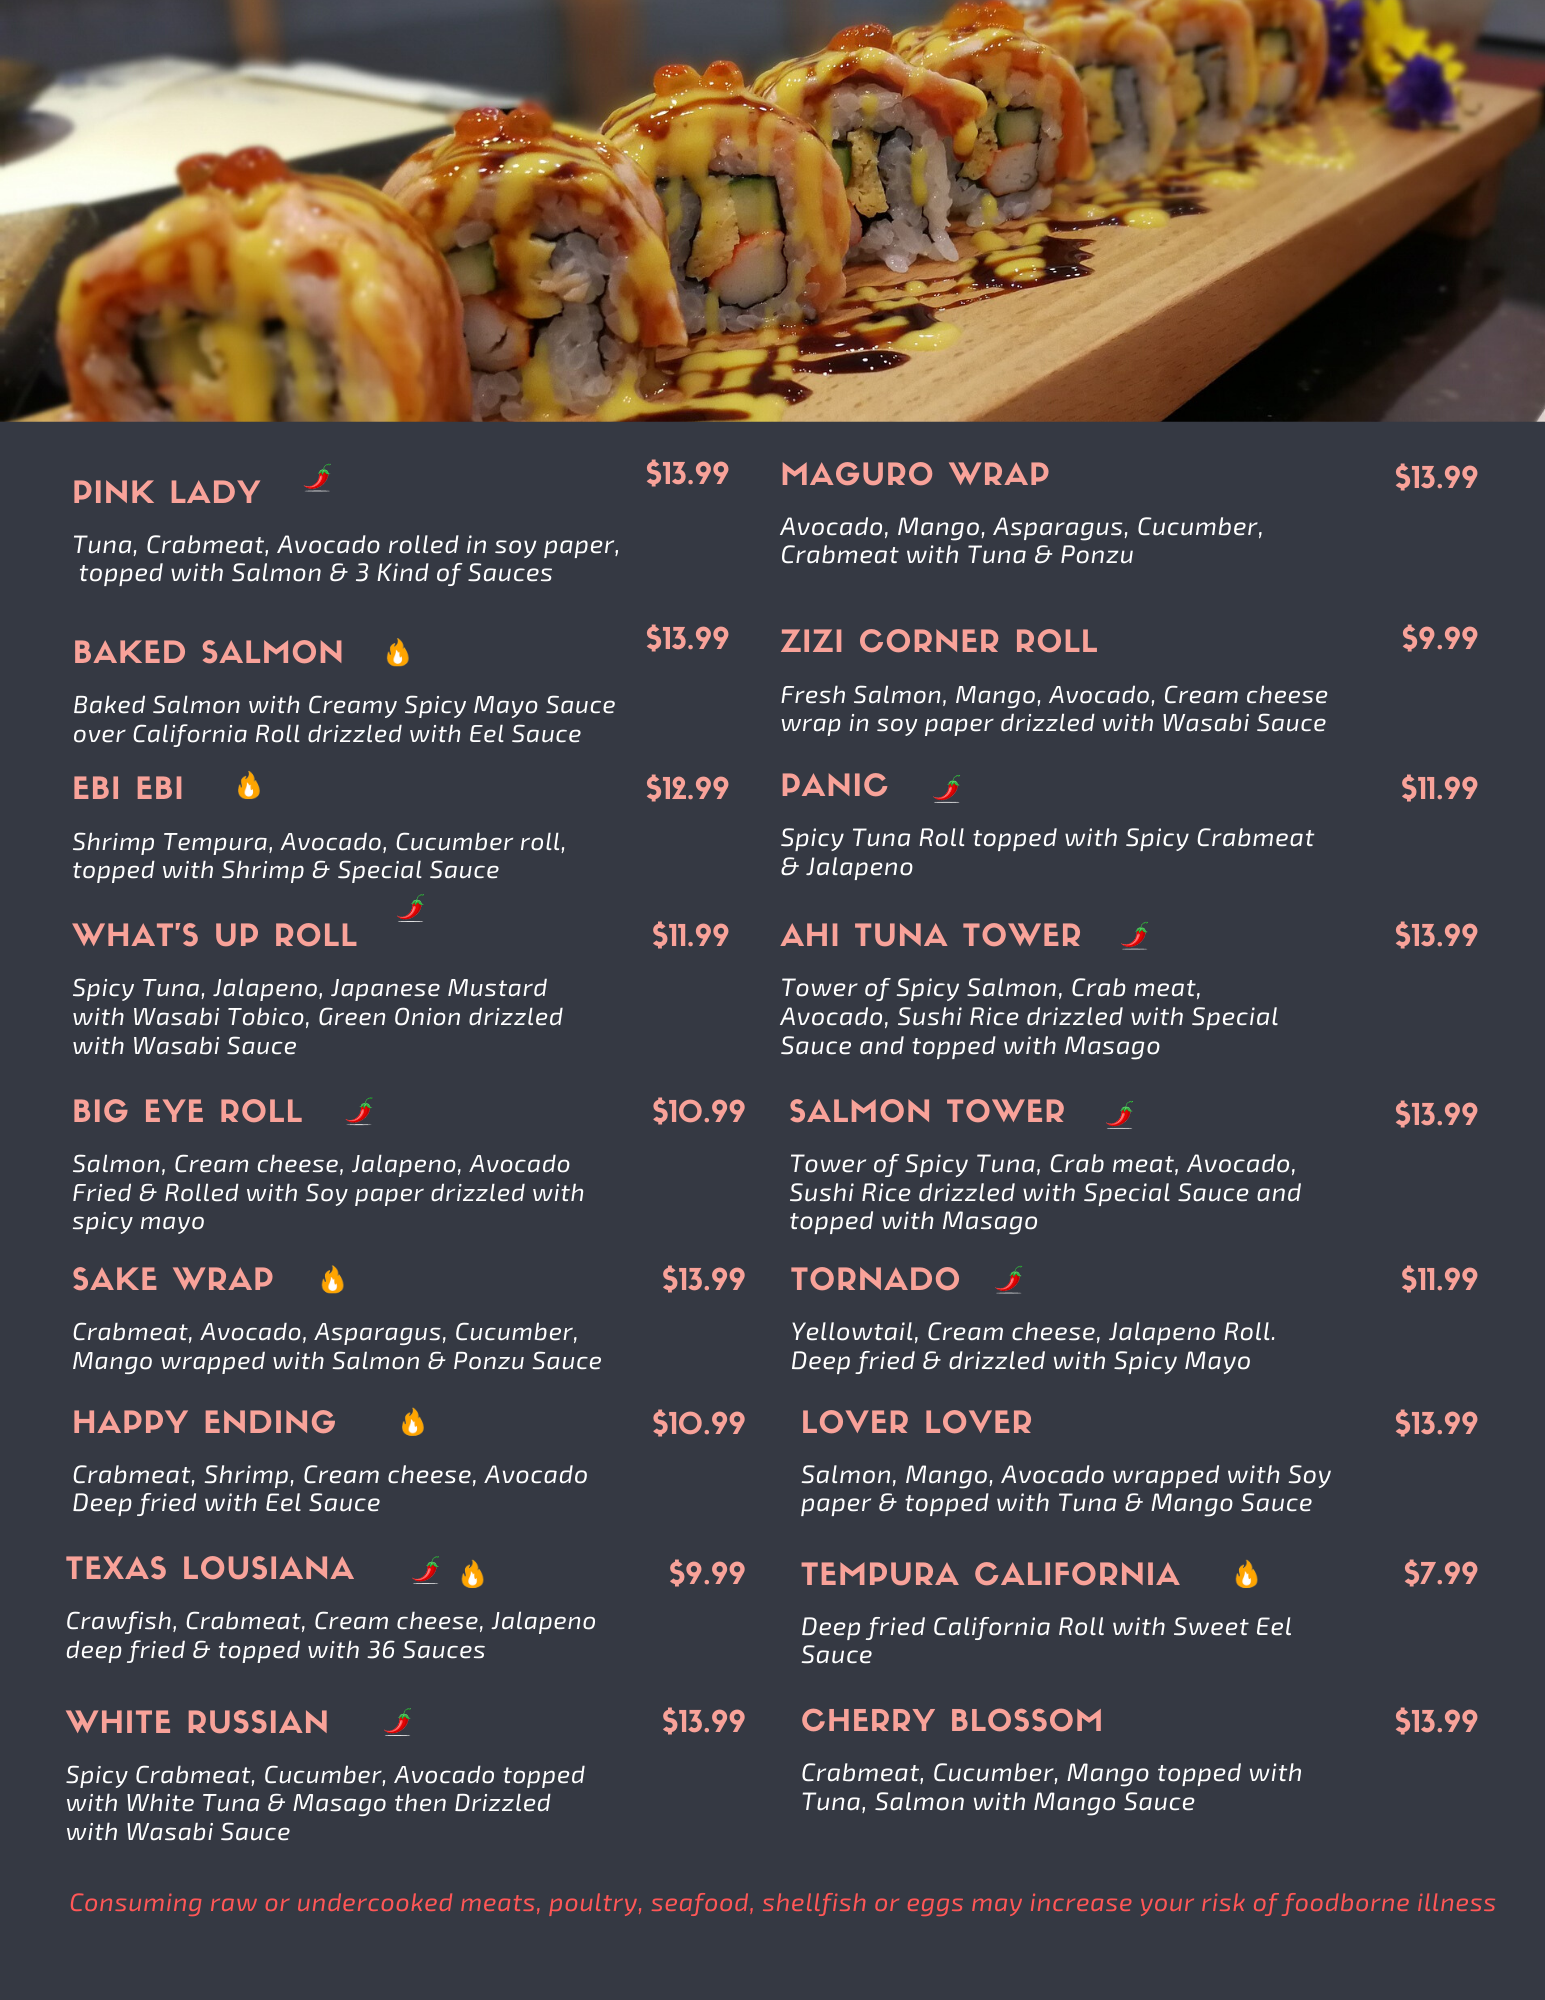 PINK LADY
$13.99
Tuna, Crabmeat, Avocado rolled in soy paper,
topped with Salmon & 3 Kind of Sauces
BAKED SALMON
$13.99
Baked Salmon with Creamy Spicy Mayo Sauce
over California Roll drizzled with Eel Sauce
EBI EBI
$12.99
Shrimp Tempura, Avocado, Cucumber roll,
topped with Shrimp & Special Sauce
WHAT'S UP ROLL
$11.99
Spicy Tuna, Jalapeno, Japanese Mustard
with Wasabi Tobico, Green Onion drizzled
with Wasabi Sauce
BIG EYE ROLL
$10.99
Salmon, Cream cheese, Jalapeno, Avocado
Fried & Rolled with Soy paper drizzled with
spicy mayo
SAKE WRAP
$13.99
Crabmeat, Avocado, Asparagus, Cucumber,
Mango wrapped with Salmon & Ponzu Sauce
HAPPY ENDING
$10.99
Crabmeat, Shrimp, Cream cheese, Avocado
Deep fried with Eel Sauce
TEXAS LOUSIANA
$9.99
Crawfish, Crabmeat, Cream cheese, Jalapeno
deep fried & topped with 36 Sauces
WHITE RUSSIAN
$13.99
Spicy Crabmeat, Cucumber, Avocado topped
with White Tuna & Masago then Drizzled
with Wasabi Sauce
MAGURO WRAP
$13.99
Avocado, Mango, Asparagus, Cucumber,
Crabmeat with Tuna & Ponzu
ZIZI CORNER ROLL
$9.99
Fresh Salmon, Mango, Avocado, Cream cheese
wrap in soy paper drizzled with Wasabi Sauce
PANIC
$11.99
Spicy Tuna Roll topped with Spicy Crabmeat
& Jalapeno
AHI TUNA TOWER
$13.99
Tower of Spicy Salmon, Crab meat,
Avocado, Sushi Rice drizzled with Special
Sauce and topped with Masago
SALMON TOWER
$13.99
Tower of Spicy Tuna, Crab meat, Avocado,
Sushi Rice drizzled with Special Sauce and
topped with Masago
TORNADO
$11.99
Yellowtail, Cream cheese, Jalapeno Roll.
Deep fried & drizzled with Spicy Mayo
LOVER LOVER
$13.99
Salmon, Mango, Avocado wrapped with Soy
paper & topped with Tuna & Mango Sauce
TEMPURA CALIFORNIA
$7.99
Deep fried California Roll with Sweet Eel
Sauce
CHERRY BLOSSOM
$13.99
Crabmeat, Cucumber, Mango topped with
Tuna, Salmon with Mango Sauce
Consuming raw or undercooked meats, poultry, seafood, shellfish or eggs may increase your risk of foodborne illness